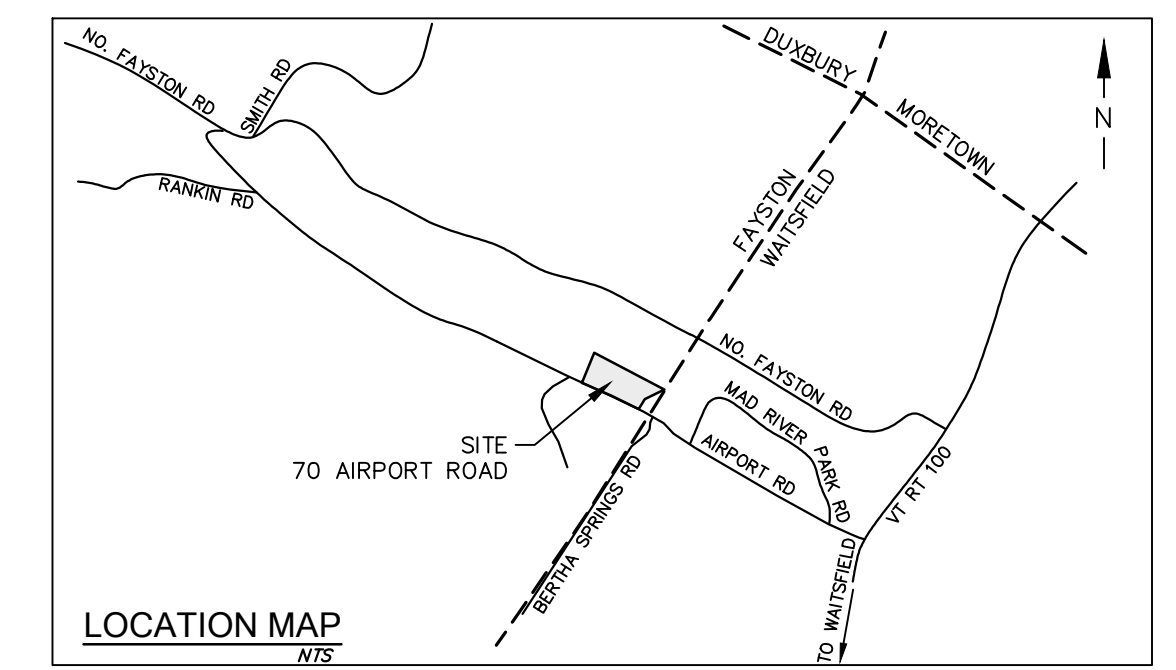 NO. FAYSTON RD
SMITH RD
RANKIN RD
DUXBURY
MORETOWN
N
FAYSTON
WAITSFIELD
NO. FAYSTON RD
MAD RIVER
PARK RD
AIRPORT RD
VT RT 100
SITE
70 AIRPORT ROAD
BERTHA SPRINGS RD
TO WAITSFIELD
LOCATION MAP
NTS